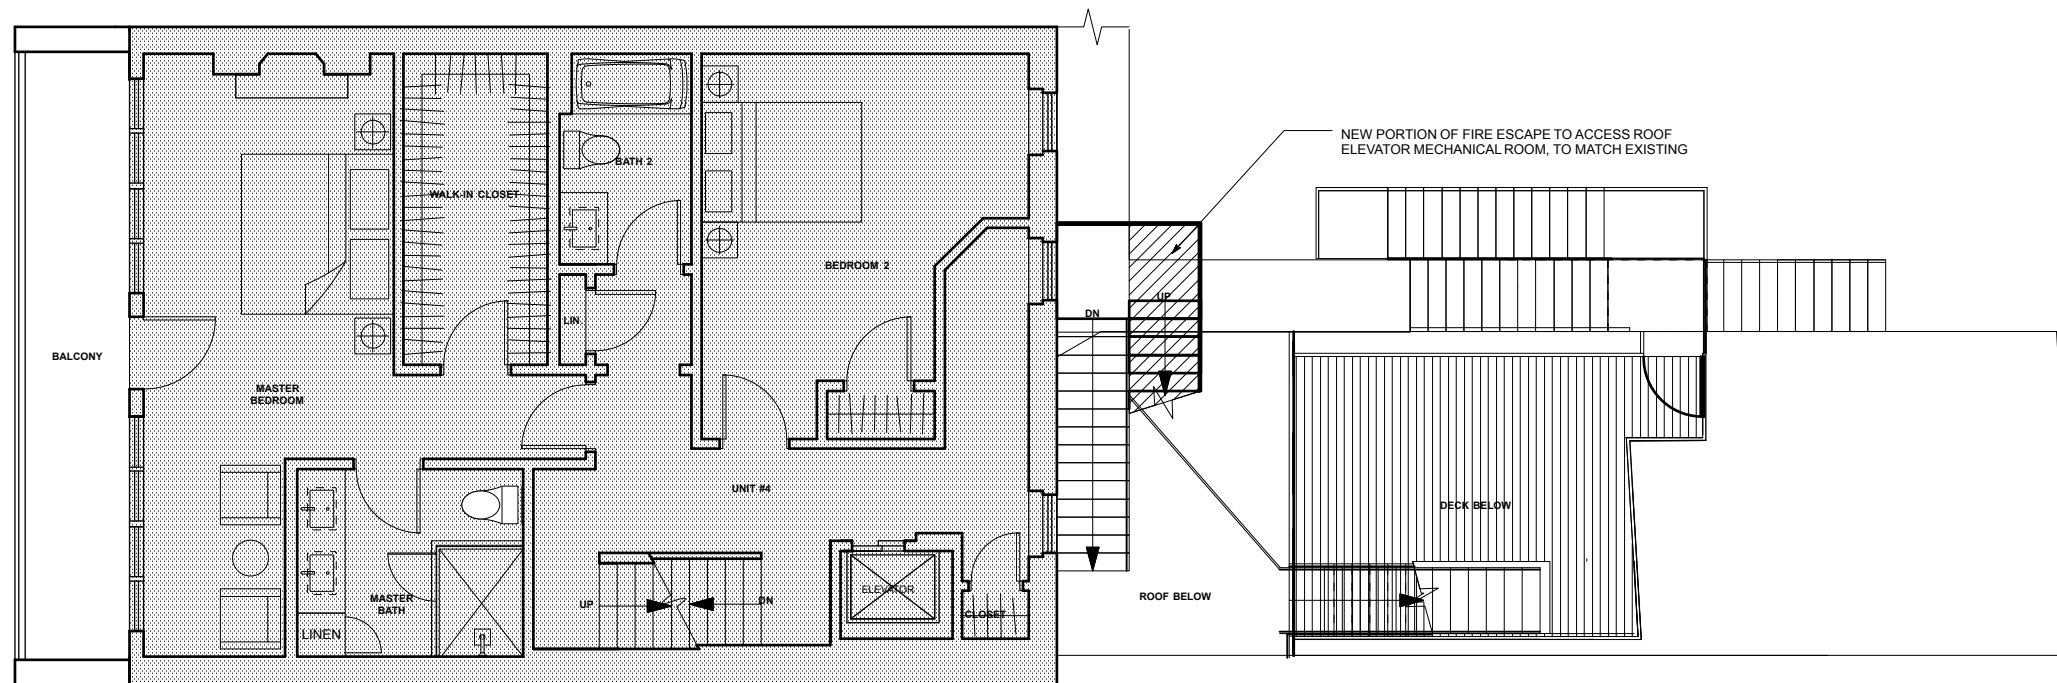 NEW PORTION OF FIRE ESCAPE TO ACCESS ROOF
ELEVATOR MECHANICAL ROOM, TO MATCH EXISTING
BATH 2
WALK-IN CLOSET
BEDROOM 2
UP
DN
LIN.
BALCONY
MASTER
BEDROOM
UNIT #4
DECK BELOW
ELEVATOR
ROOF BELOW
MASTER
BATH
UP
DN
CLOSET
LINEN